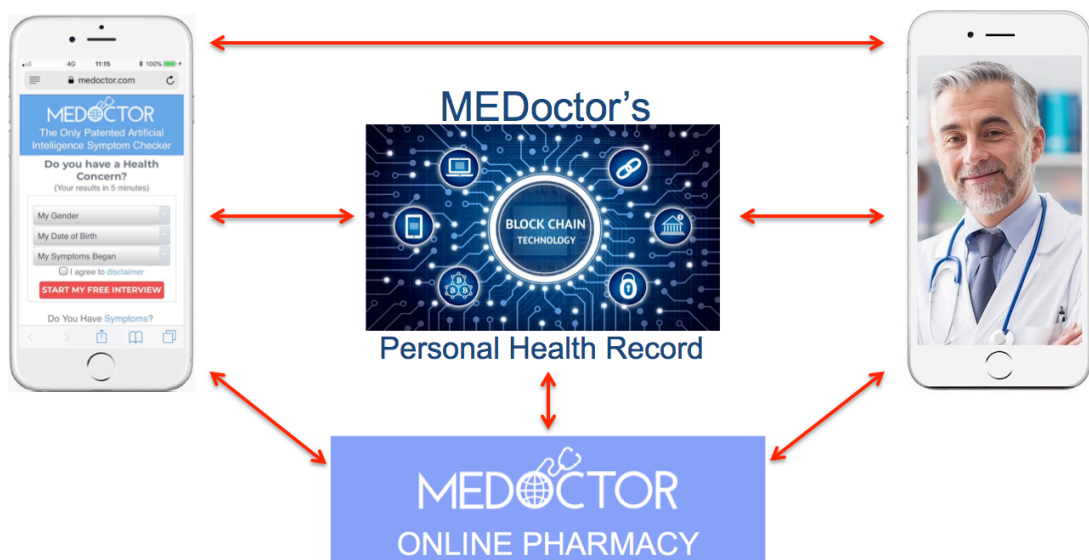 4G 11:15 100%
medoctor.com
MEDOCTOR
The Only Patented Artificial
Intelligence Symptom Checker
Do you have a Health
Concern?
(Your results in 5 minutes)
My Gender
My Date of Birth
My Symptoms Began
I agree to disclaimer
START MY FREE INTERVIEW
Do You Have Symptoms?
MEDoctor's
BLOCK CHAIN
TECHNOLOGY
Personal Health Record
MEDOCTOR
ONLINE PHARMACY